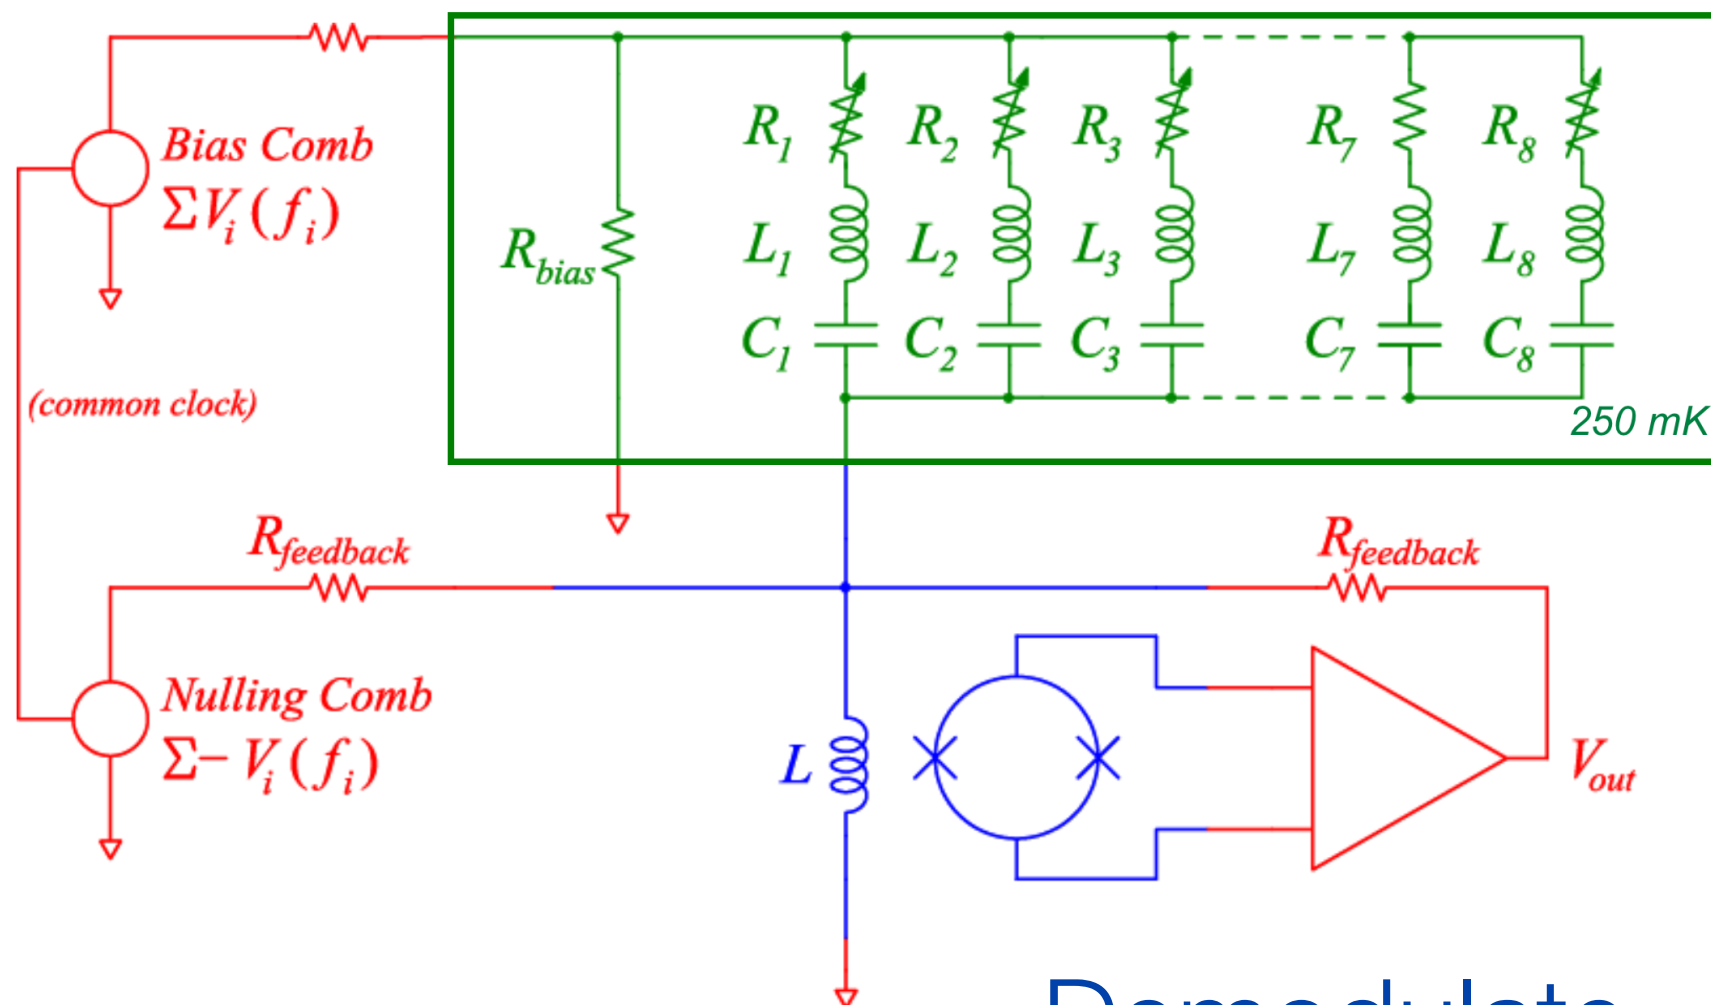 Bias Comb
ΣV_i(f_i)
R_1 R_2 R_3 R_7 R_8
R_bias L_1 L_2 L_3 L_7 L_8
C_1 C_2 C_3 C_7 C_8
(common clock)
250 mK
R_feedback R_feedback
Nulling Comb
Σ– V_i(f_i)
L
V_out
Demodulate